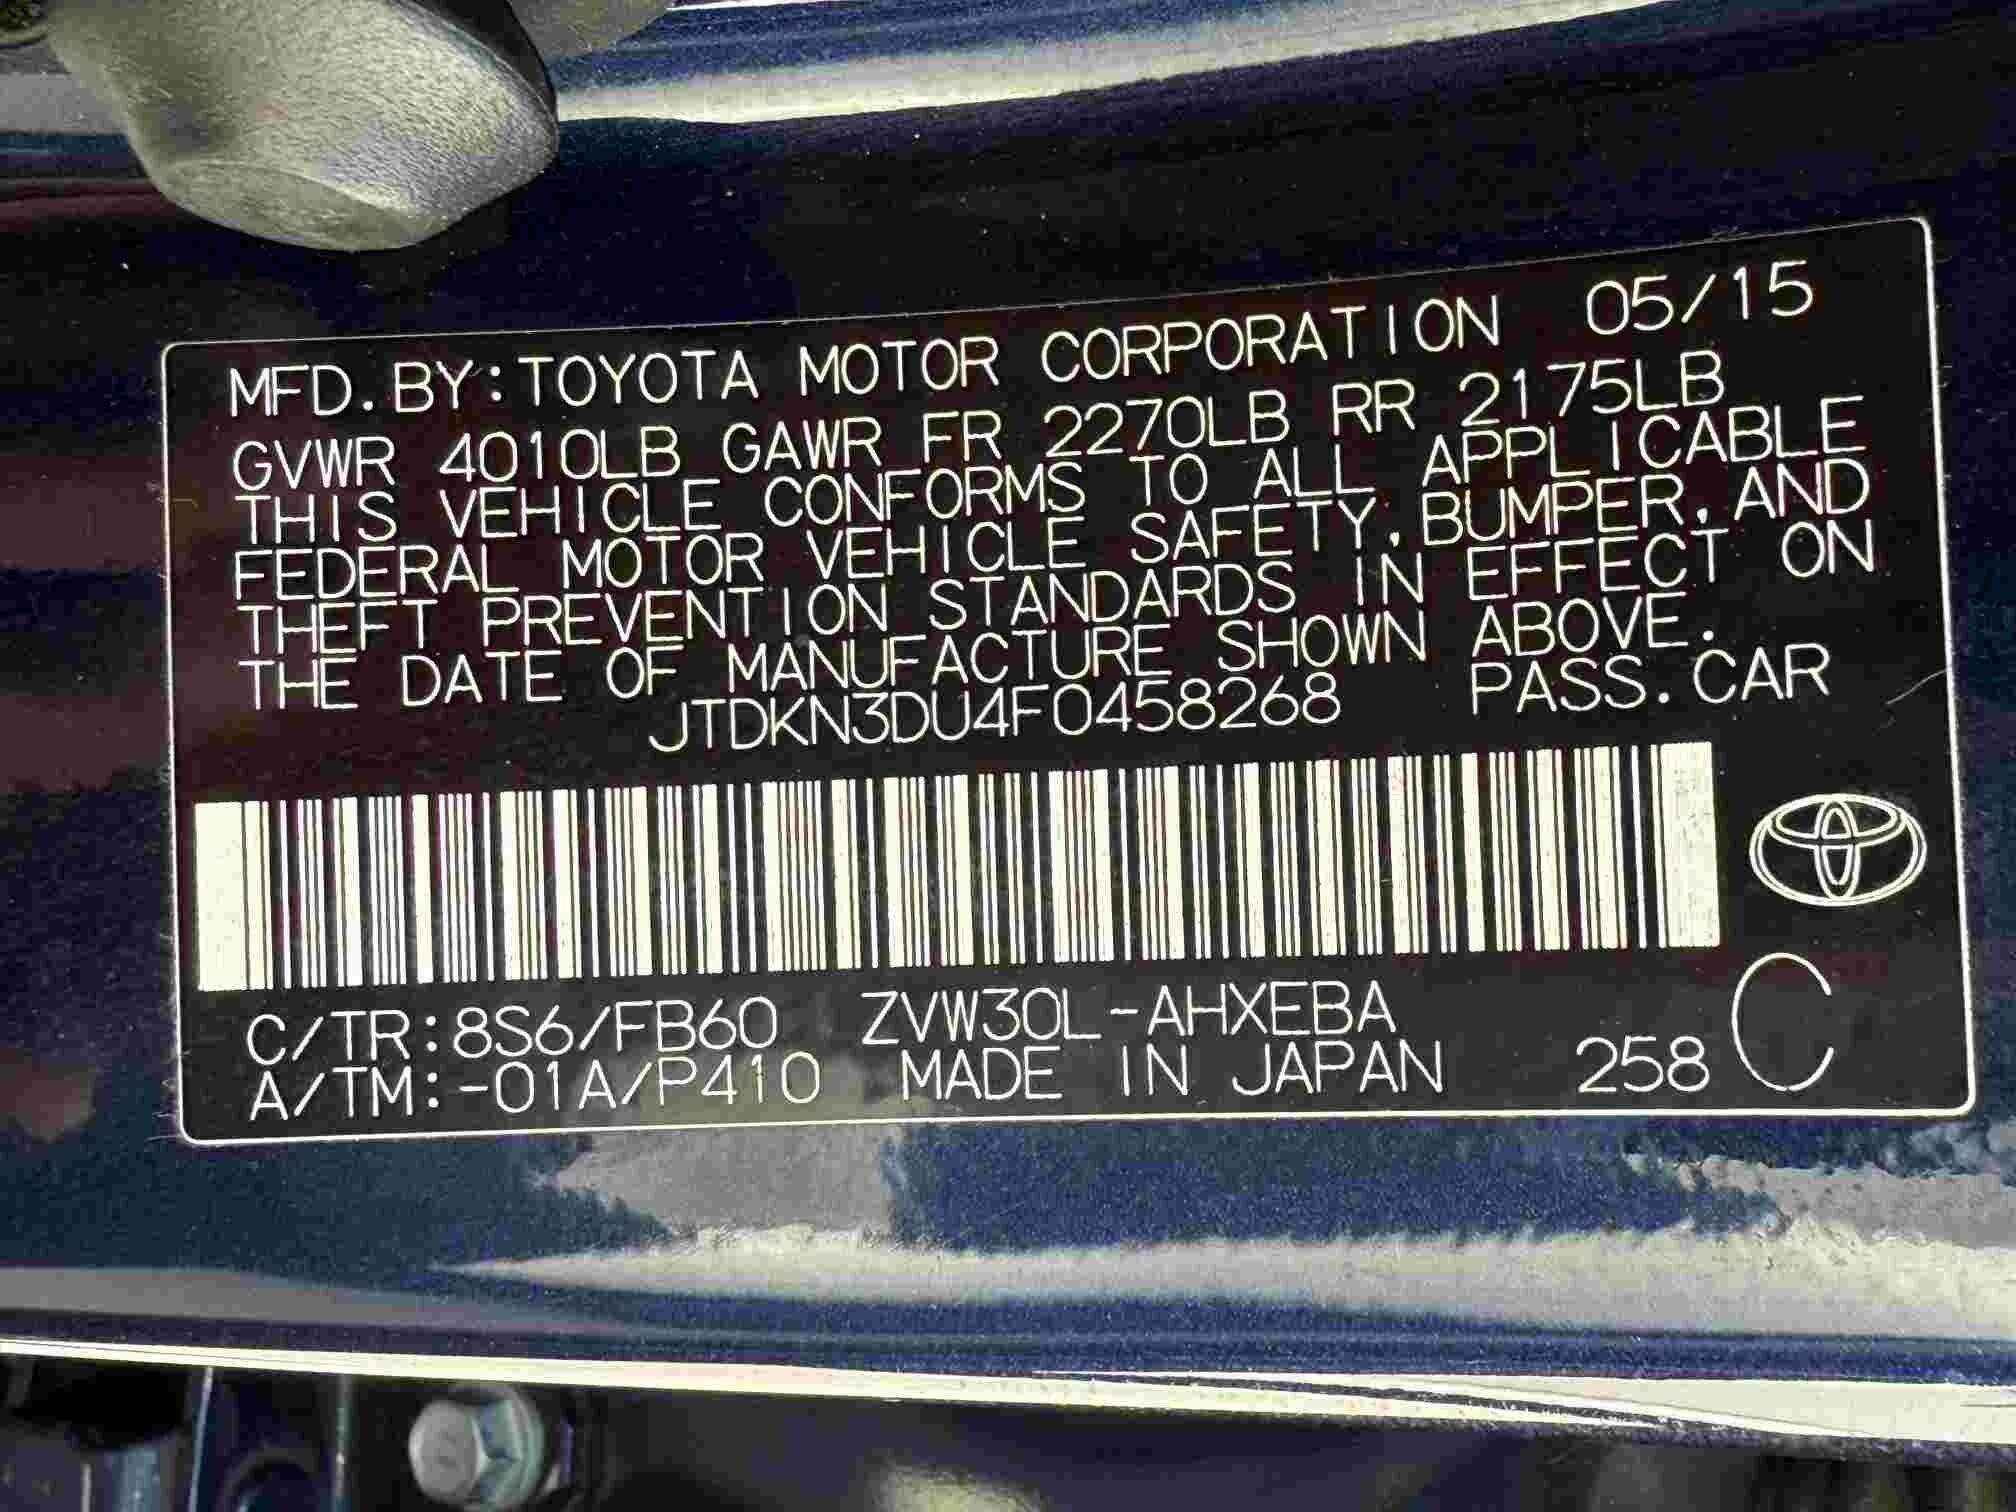 MFD. BY: TOYOTA MOTOR CORPORATION 05/15
GVWR 4010LB GAWR FR 2270LB RR 2175LB
THIS VEHICLE CONFORMS TO ALL APPLICABLE
FEDERAL MOTOR VEHICLE SAFETY, BUMPER, AND
THEFT PREVENTION STANDARDS IN EFFECT ON
THE DATE OF MANUFACTURE SHOWN ABOVE.
JTDKN3DU4F0458268 PASS. CAR
C/TR:8S6/FB60 ZVW30L-AHXEBA
A/TM:-01A/P410 MADE IN JAPAN 258 C